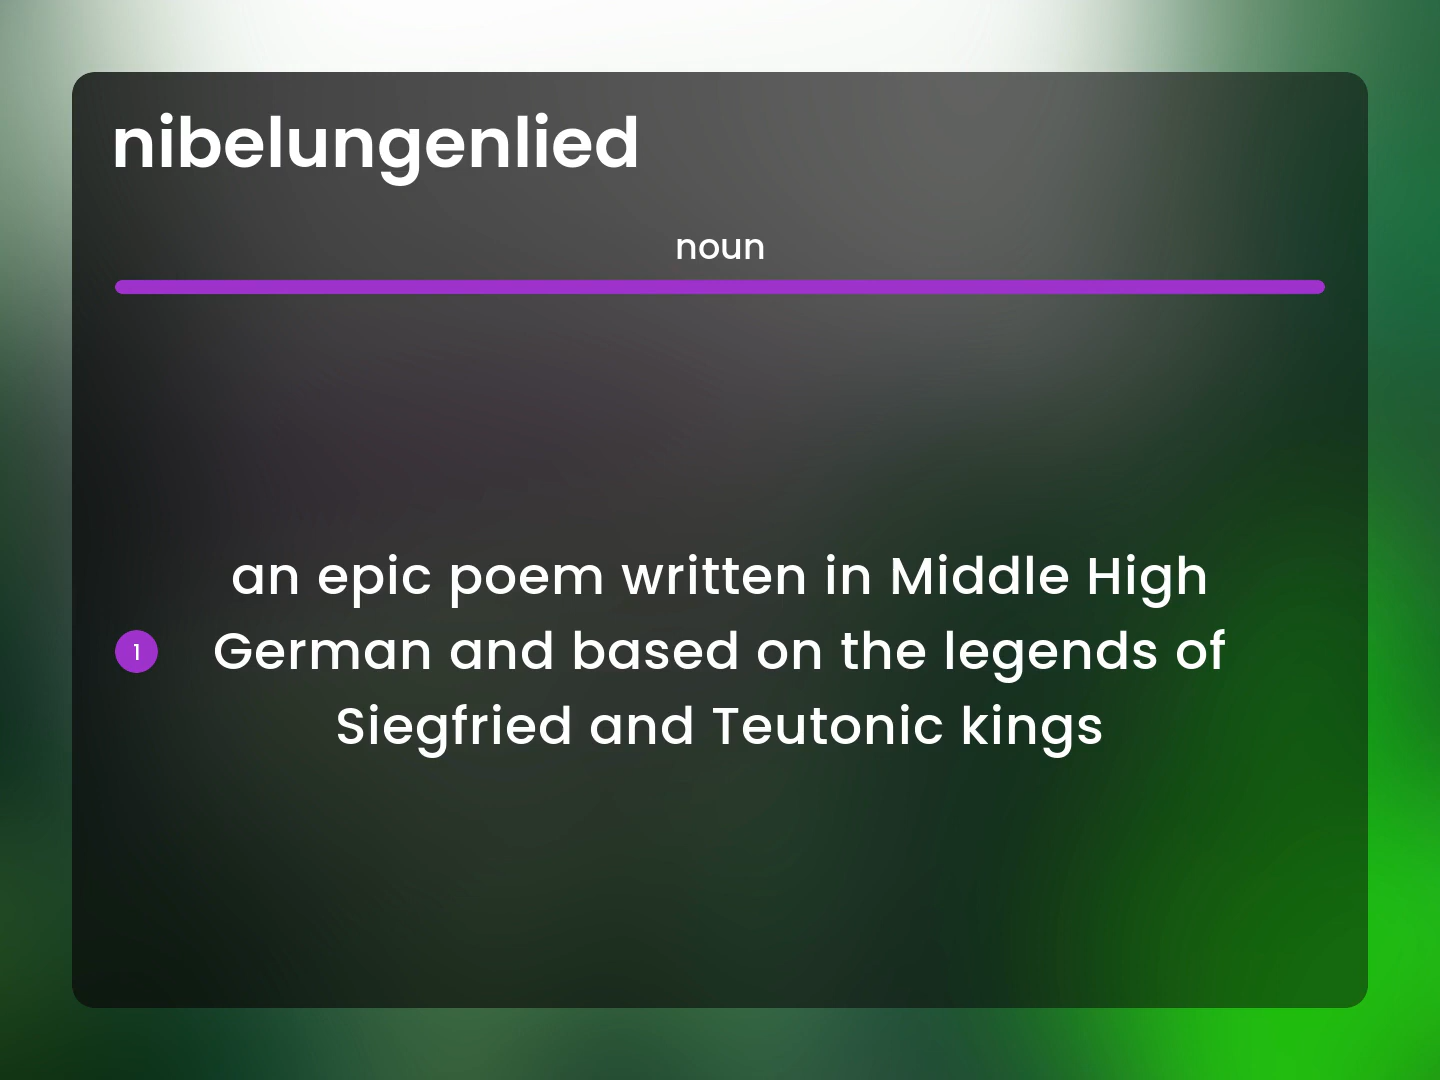 nibelungenlied
noun
an epic poem written in Middle High
1 German and based on the legends of
Siegfried and Teutonic kings